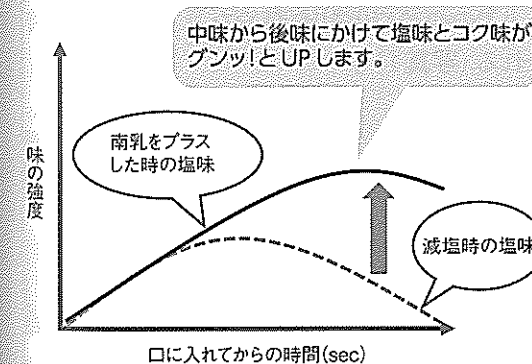 中味から後味にかけて塩味とコク味が
グンッ!とUPします。
南乳をプラス
した時の塩味
味の強度
減塩時の塩味
口に入れてからの時間(sec)